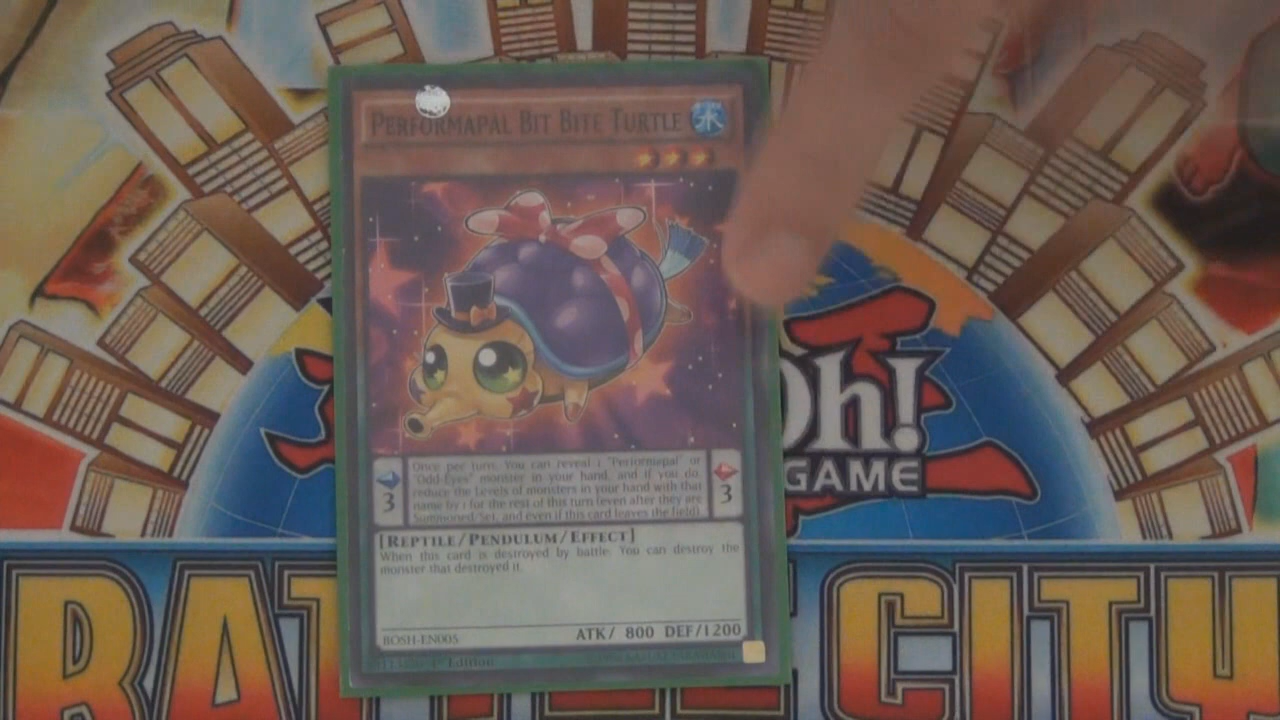 PERFORMAPAL BIT BITE TURTLE
水
Once per turn: You can reveal 1 "Performapal" or
"Odd-Eyes" monster in your hand, and if you do,
reduce the Levels of monsters in your hand with that
name by 1 for the rest of this turn (even after they are
Summoned/Set, and even if this card leaves the field).
3
3
[REPTILE/PENDULUM/EFFECT]
When this card is destroyed by battle: You can destroy the
monster that destroyed it.
BOSH-EN005
ATK/ 800 DEF/1200
1st Edition
Oh!
GAME
BATTLE CITY